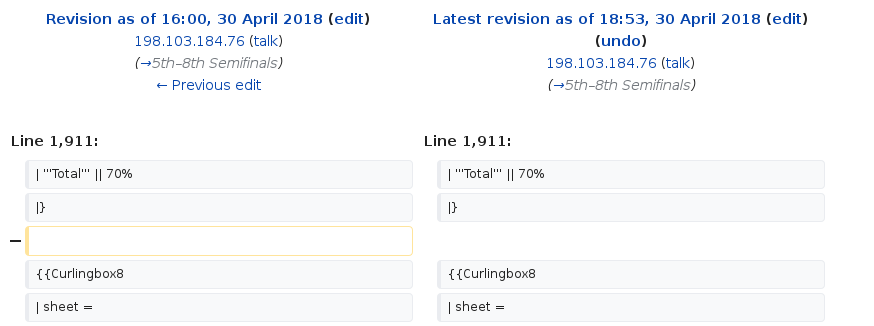 Revision as of 16:00, 30 April 2018 (edit)
198.103.184.76 (talk)
(→5th–8th Semifinals)
← Previous edit
Latest revision as of 18:53, 30 April 2018 (edit)
(undo)
198.103.184.76 (talk)
(→5th–8th Semifinals)
Line 1,911:
Line 1,911:
| '''Total''' || 70%
| '''Total''' || 70%
|}
|}
−
{{Curlingbox8
{{Curlingbox8
| sheet =
| sheet =